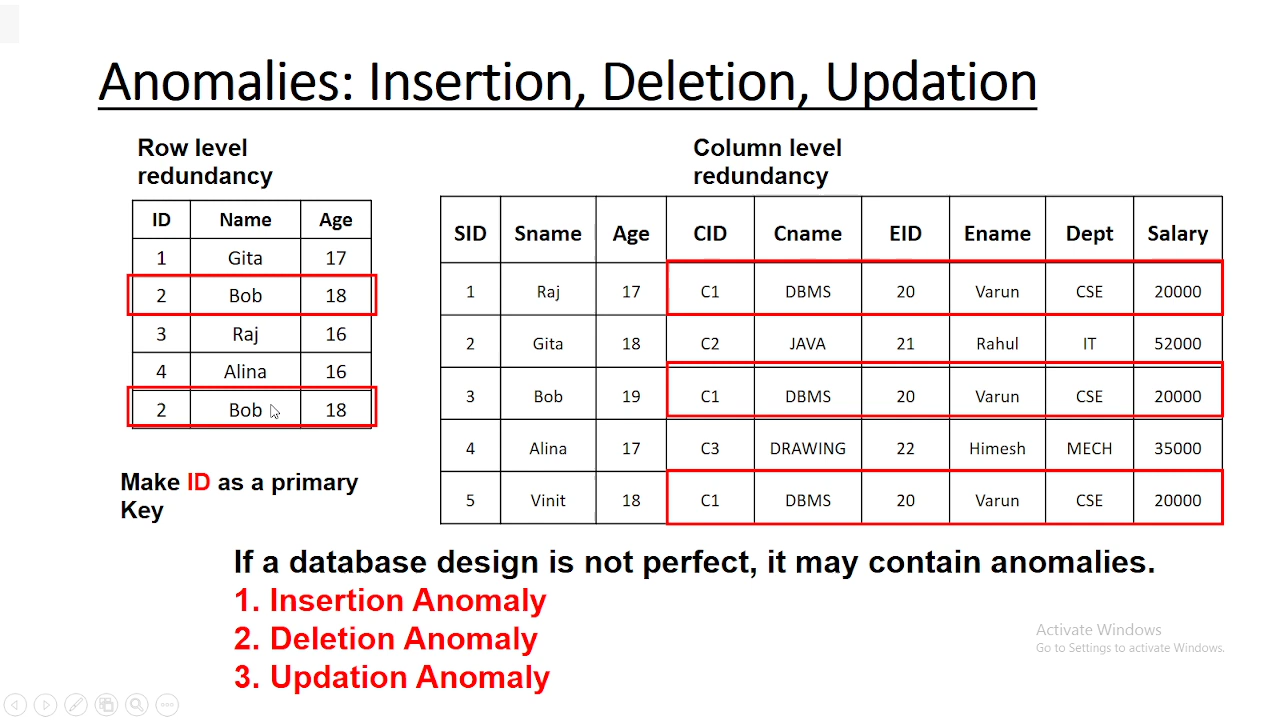 Anomalies: Insertion, Deletion, Updation
Row level
redundancy
ID Name Age
1 Gita 17
2 Bob 18
3 Raj 16
4 Alina 16
2 Bob 18
Make ID as a primary
Key
Column level
redundancy
SID Sname Age CID Cname EID Ename Dept Salary
1 Raj 17 C1 DBMS 20 Varun CSE 20000
2 Gita 18 C2 JAVA 21 Rahul IT 52000
3 Bob 19 C1 DBMS 20 Varun CSE 20000
4 Alina 17 C3 DRAWING 22 Himesh MECH 35000
5 Vinit 18 C1 DBMS 20 Varun CSE 20000
If a database design is not perfect, it may contain anomalies.
1. Insertion Anomaly
2. Deletion Anomaly
3. Updation Anomaly
Activate Windows
Go to Settings to activate Windows.